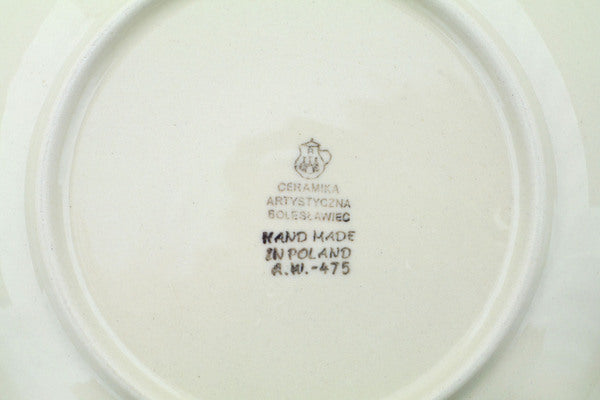 CERAMIKA
ARTYSTYCZNA
BOLESŁAWIEC
HAND MADE
IN POLAND
A.W.-475